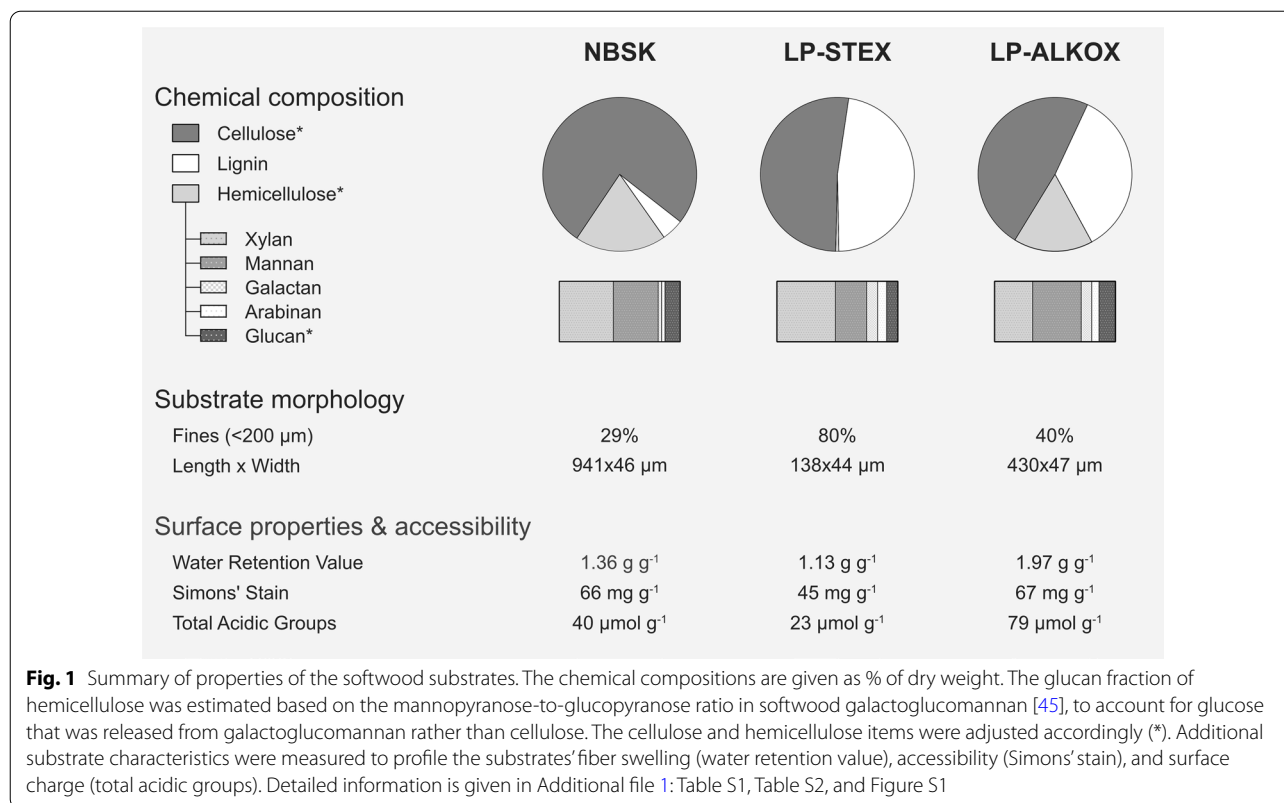 NBSK LP-STEX LP-ALKOX
Chemical composition
Cellulose*
Lignin
Hemicellulose*
Xylan
Mannan
Galactan
Arabinan
Glucan*
Substrate morphology
Fines (<200 µm) 29% 80% 40%
Length x Width 941x46 µm 138x44 µm 430x47 µm
Surface properties & accessibility
Water Retention Value 1.36 g g⁻¹ 1.13 g g⁻¹ 1.97 g g⁻¹
Simons' Stain 66 mg g⁻¹ 45 mg g⁻¹ 67 mg g⁻¹
Total Acidic Groups 40 µmol g⁻¹ 23 µmol g⁻¹ 79 µmol g⁻¹
Fig. 1 Summary of properties of the softwood substrates. The chemical compositions are given as % of dry weight. The glucan fraction of
hemicellulose was estimated based on the mannopyranose-to-glucopyranose ratio in softwood galactoglucomannan [45], to account for glucose
that was released from galactoglucomannan rather than cellulose. The cellulose and hemicellulose items were adjusted accordingly (*). Additional
substrate characteristics were measured to profile the substrates' fiber swelling (water retention value), accessibility (Simons' stain), and surface
charge (total acidic groups). Detailed information is given in Additional file 1: Table S1, Table S2, and Figure S1